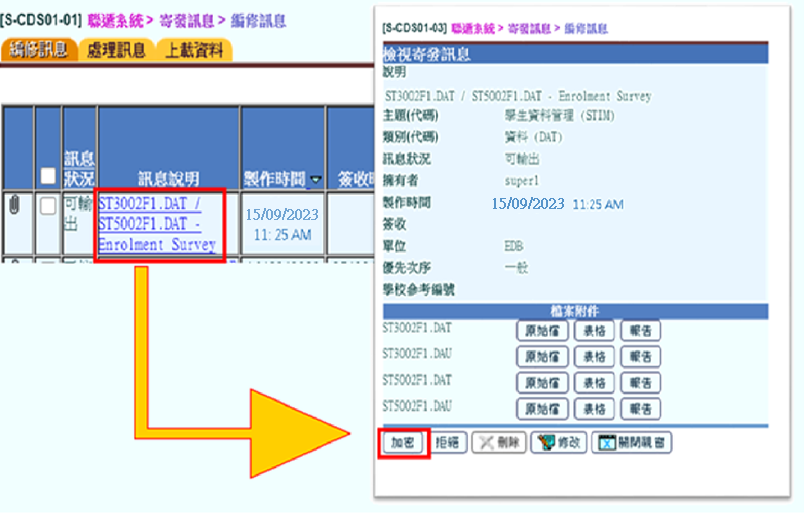 [S-CDS01-01] 聯遞系統 > 寄發訊息 > 編修訊息
編修訊息 處理訊息 上載資料
訊息狀況 訊息說明 製作時間 簽收時
可輸出 ST3002F1.DAT / ST5002F1.DAT - Enrolment Survey 15/09/2023 11:25 AM
[S-CDS01-03] 聯遞系統 > 寄發訊息 > 編修訊息
檢視寄發訊息
說明
ST3002F1.DAT / ST5002F1.DAT - Enrolment Survey
主題(代碼) 學生資料管理 (STIM)
類別(代碼) 資料 (DAT)
訊息狀況 可輸出
擁有者 super1
製作時間 15/09/2023 11:25 AM
簽收
單位 EDB
優先次序 一般
學校參考編號
檔案附件
ST3002F1.DAT 原始檔 表格 報告
ST3002F1.DAU 原始檔 表格 報告
ST5002F1.DAT 原始檔 表格 報告
ST5002F1.DAU 原始檔 表格 報告
加密 拒絕 刪除 修改 關閉視窗